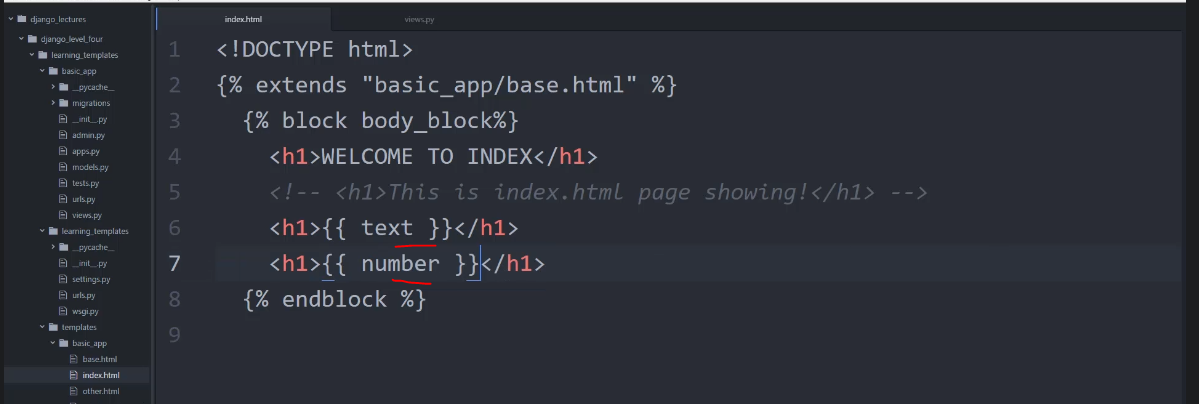 django_lectures
django_level_four
learning_templates
basic_app
__pycache__
migrations
__init__.py
admin.py
apps.py
models.py
tests.py
urls.py
views.py
learning_templates
__pycache__
__init__.py
settings.py
urls.py
wsgi.py
templates
basic_app
base.html
index.html
other.html
index.html views.py
1 <!DOCTYPE html>
2 {% extends "basic_app/base.html" %}
3 {% block body_block%}
4 <h1>WELCOME TO INDEX</h1>
5 <!-- <h1>This is index.html page showing!</h1> -->
6 <h1>{{ text }}</h1>
7 <h1>{{ number }}</h1>
8 {% endblock %}
9